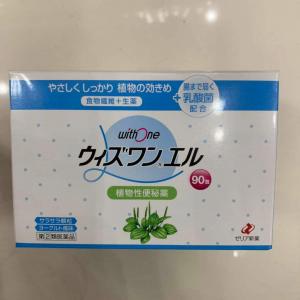 やさしくしっかり 植物の効きめ
食物繊維+生薬
腸まで届く
+乳酸菌
配合
withOne
ウィズワン エル
植物性便秘薬
90包
サラサラ顆粒
ヨーグルト風味
指定第2類医薬品
ゼリア新薬